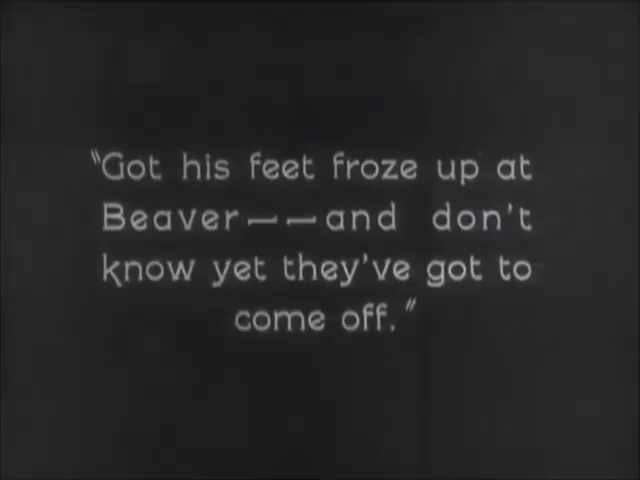 "Got his feet froze up at
Beaver — — and don't
know yet they've got to
come off."